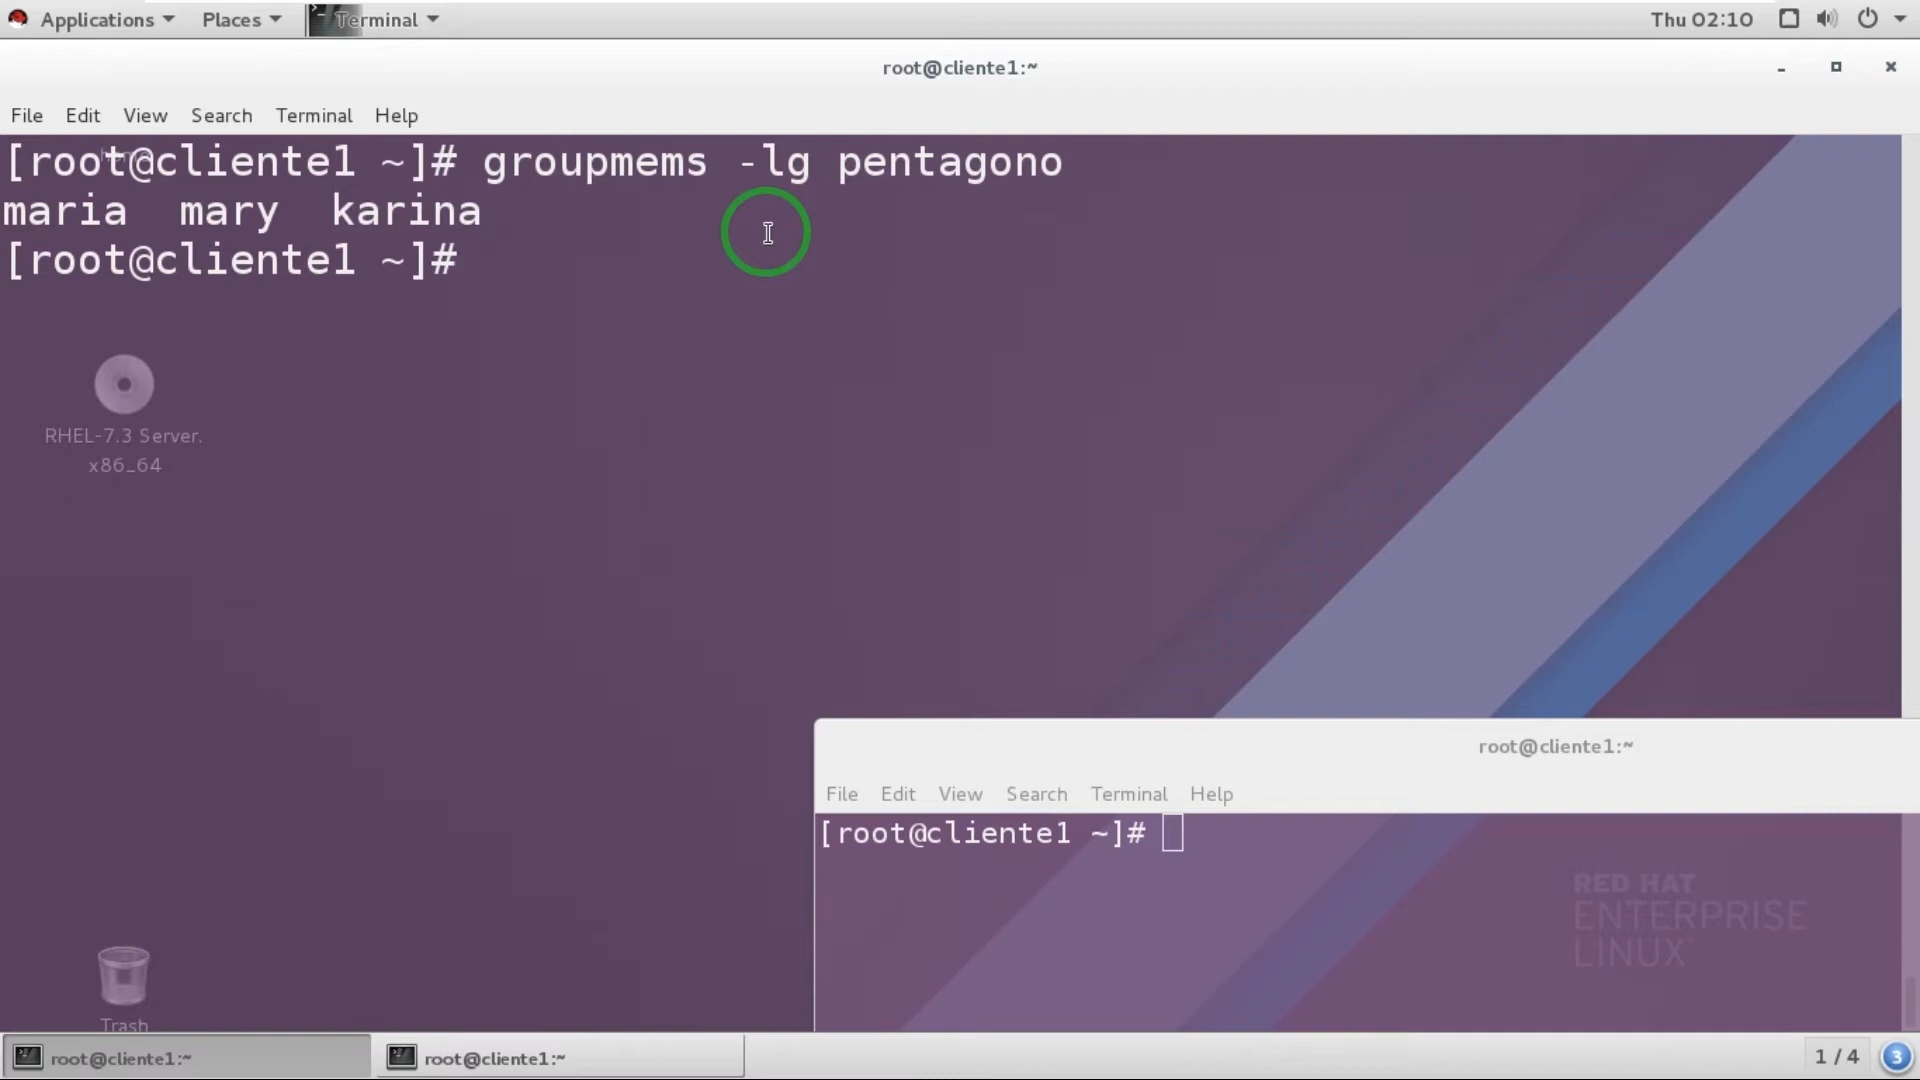 Applications Places Terminal Thu 02:10
root@cliente1:~
File Edit View Search Terminal Help
[root@cliente1 ~]# groupmems -lg pentagono
maria mary karina
[root@cliente1 ~]#
RHEL-7.3 Server.
x86_64
root@cliente1:~
File Edit View Search Terminal Help
[root@cliente1 ~]#
RED HAT
ENTERPRISE
LINUX
Trash
root@cliente1:~ root@cliente1:~ 1 / 4 3